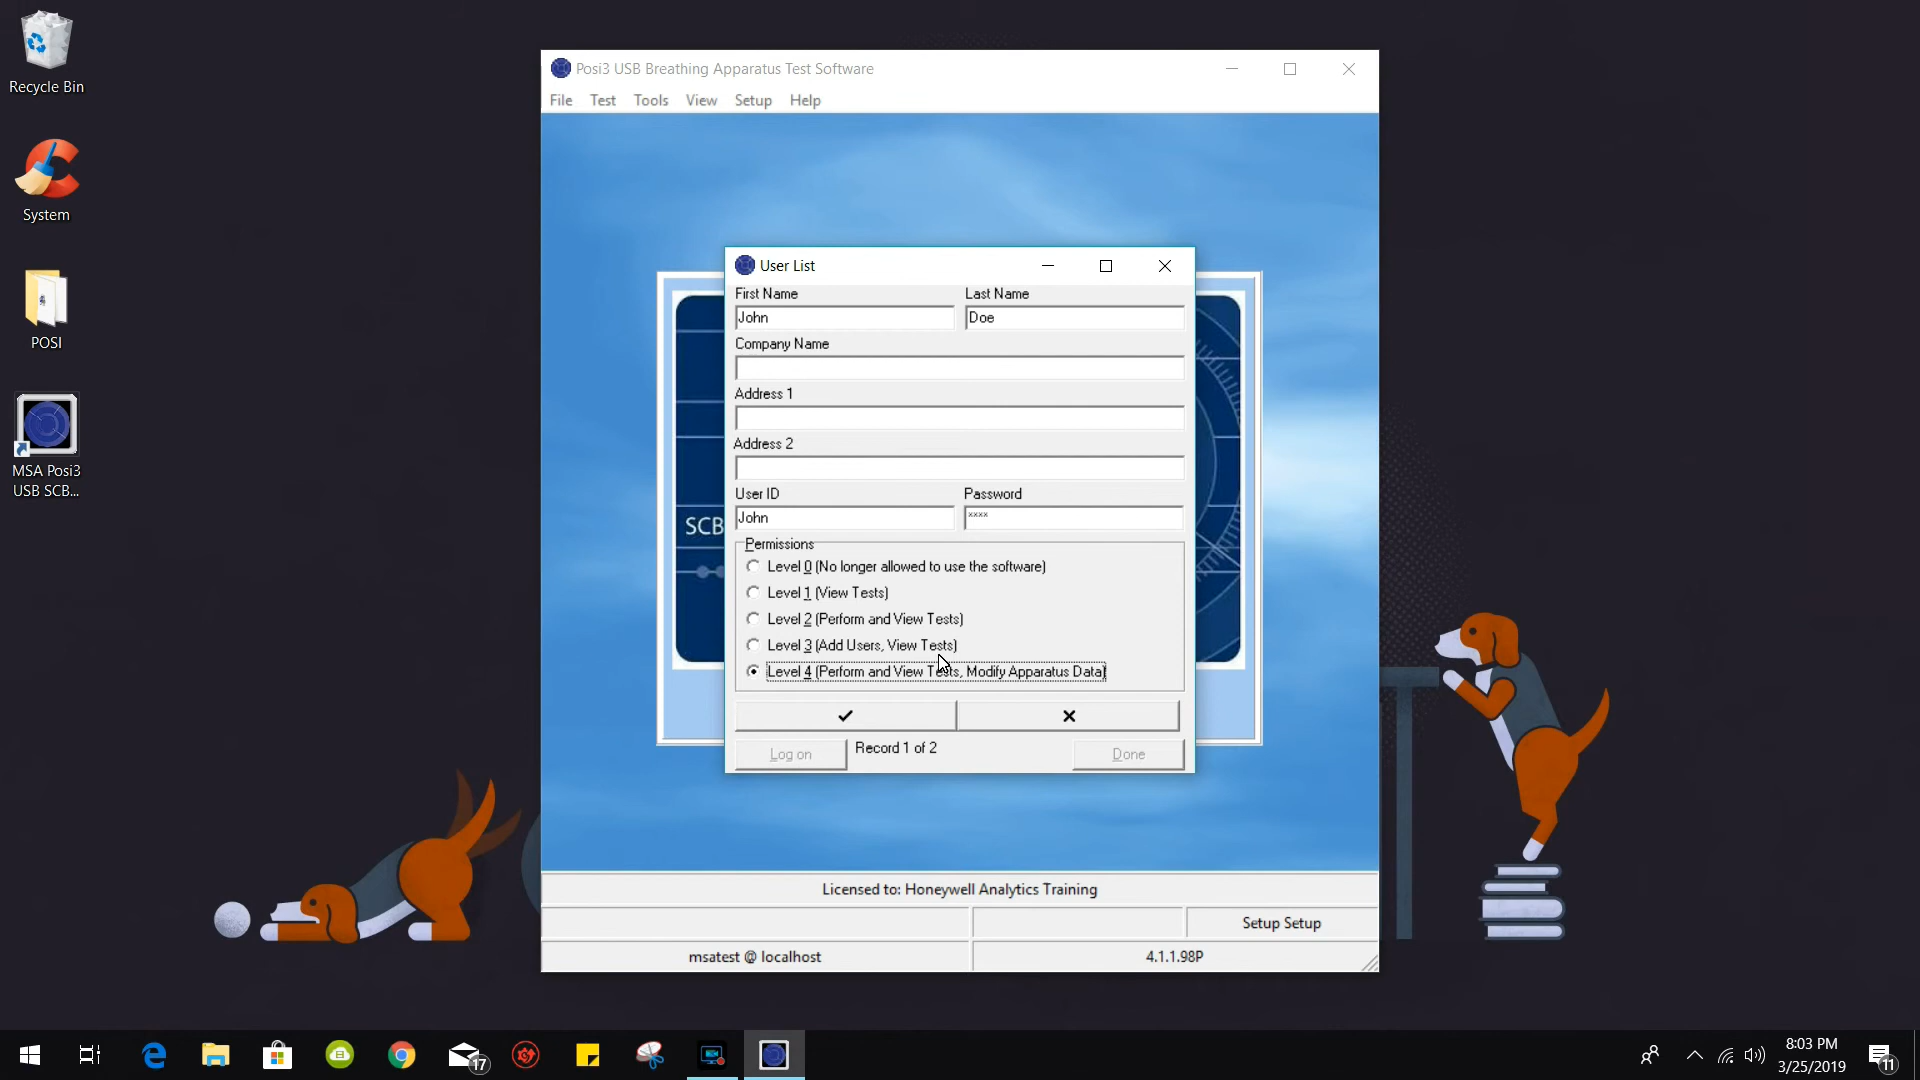 Recycle Bin
System
POSI
MSA Posi3
USB SCB...
Posi3 USB Breathing Apparatus Test Software
File Test Tools View Setup Help
SCB
User List
First Name Last Name
John Doe
Company Name
Address 1
Address 2
User ID Password
John ****
Permissions
Level 0 (No longer allowed to use the software)
Level 1 (View Tests)
Level 2 (Perform and View Tests)
Level 3 (Add Users, View Tests)
Level 4 (Perform and View Tests, Modify Apparatus Data)
Log on Record 1 of 2 Done
Licensed to: Honeywell Analytics Training
Setup Setup
msatest @ localhost 4.1.1.98P
17
8:03 PM
3/25/2019
11